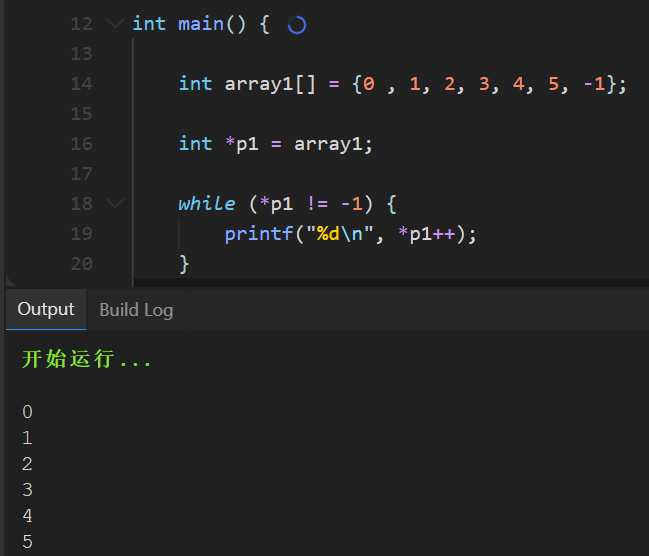 12 int main() {
13
14 int array1[] = {0 , 1, 2, 3, 4, 5, -1};
15
16 int *p1 = array1;
17
18 while (*p1 != -1) {
19 printf("%d\n", *p1++);
20 }
Output Build Log
开始运行...
0
1
2
3
4
5